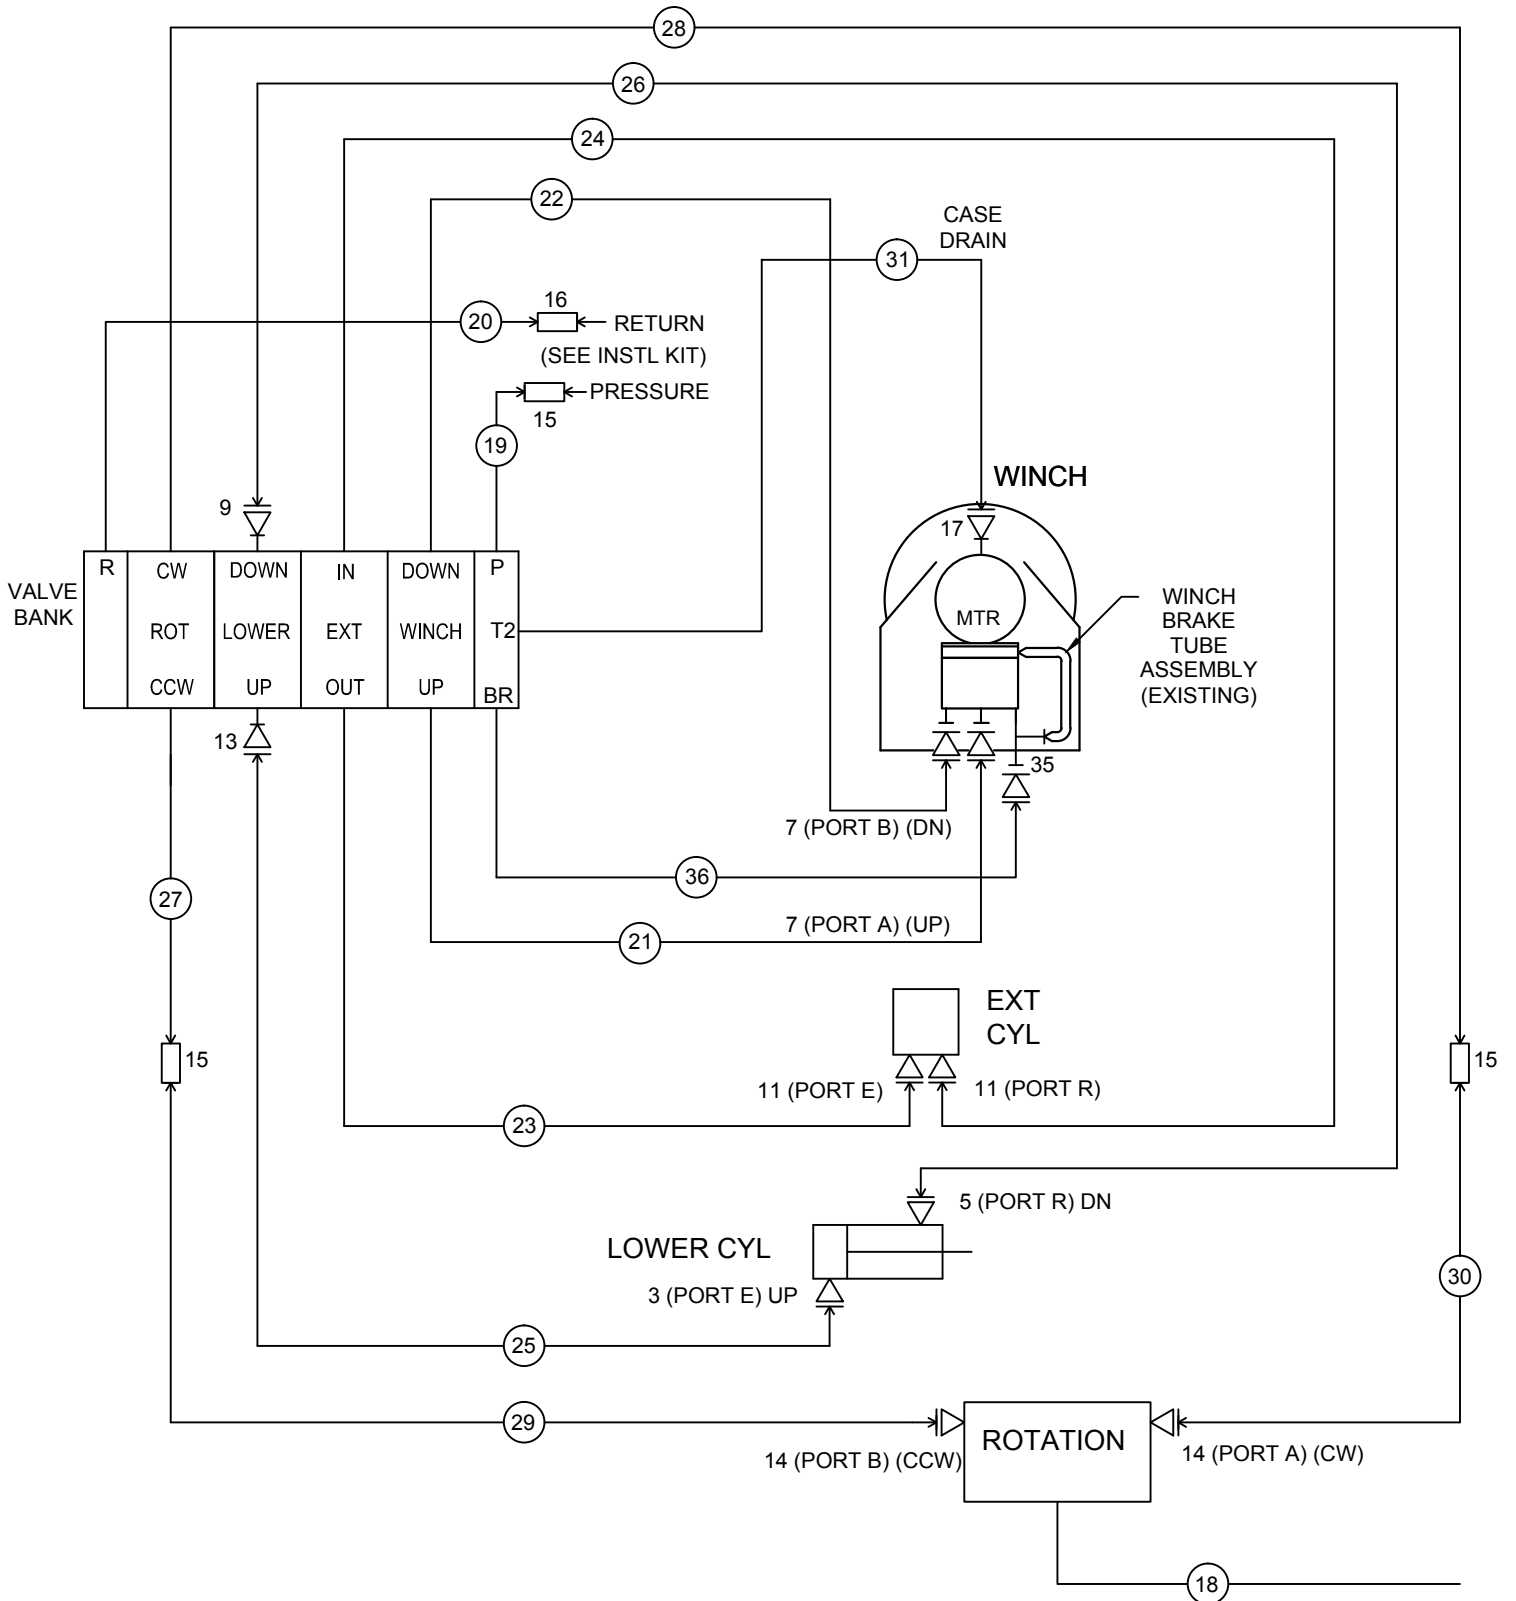 28
26
24
22
CASE
DRAIN
31
16
20
RETURN
(SEE INSTL KIT)
PRESSURE
15
19
WINCH
9
17
VALVE
BANK
R
CW
DOWN
IN
DOWN
P
ROT
LOWER
EXT
WINCH
T2
CCW
UP
OUT
UP
BR
MTR
WINCH
BRAKE
TUBE
ASSEMBLY
(EXISTING)
13
35
7 (PORT B) (DN)
36
27
7 (PORT A) (UP)
21
EXT
CYL
15
15
11 (PORT E)
11 (PORT R)
23
5 (PORT R) DN
LOWER CYL
30
3 (PORT E) UP
25
29
ROTATION
14 (PORT B) (CCW)
14 (PORT A) (CW)
18